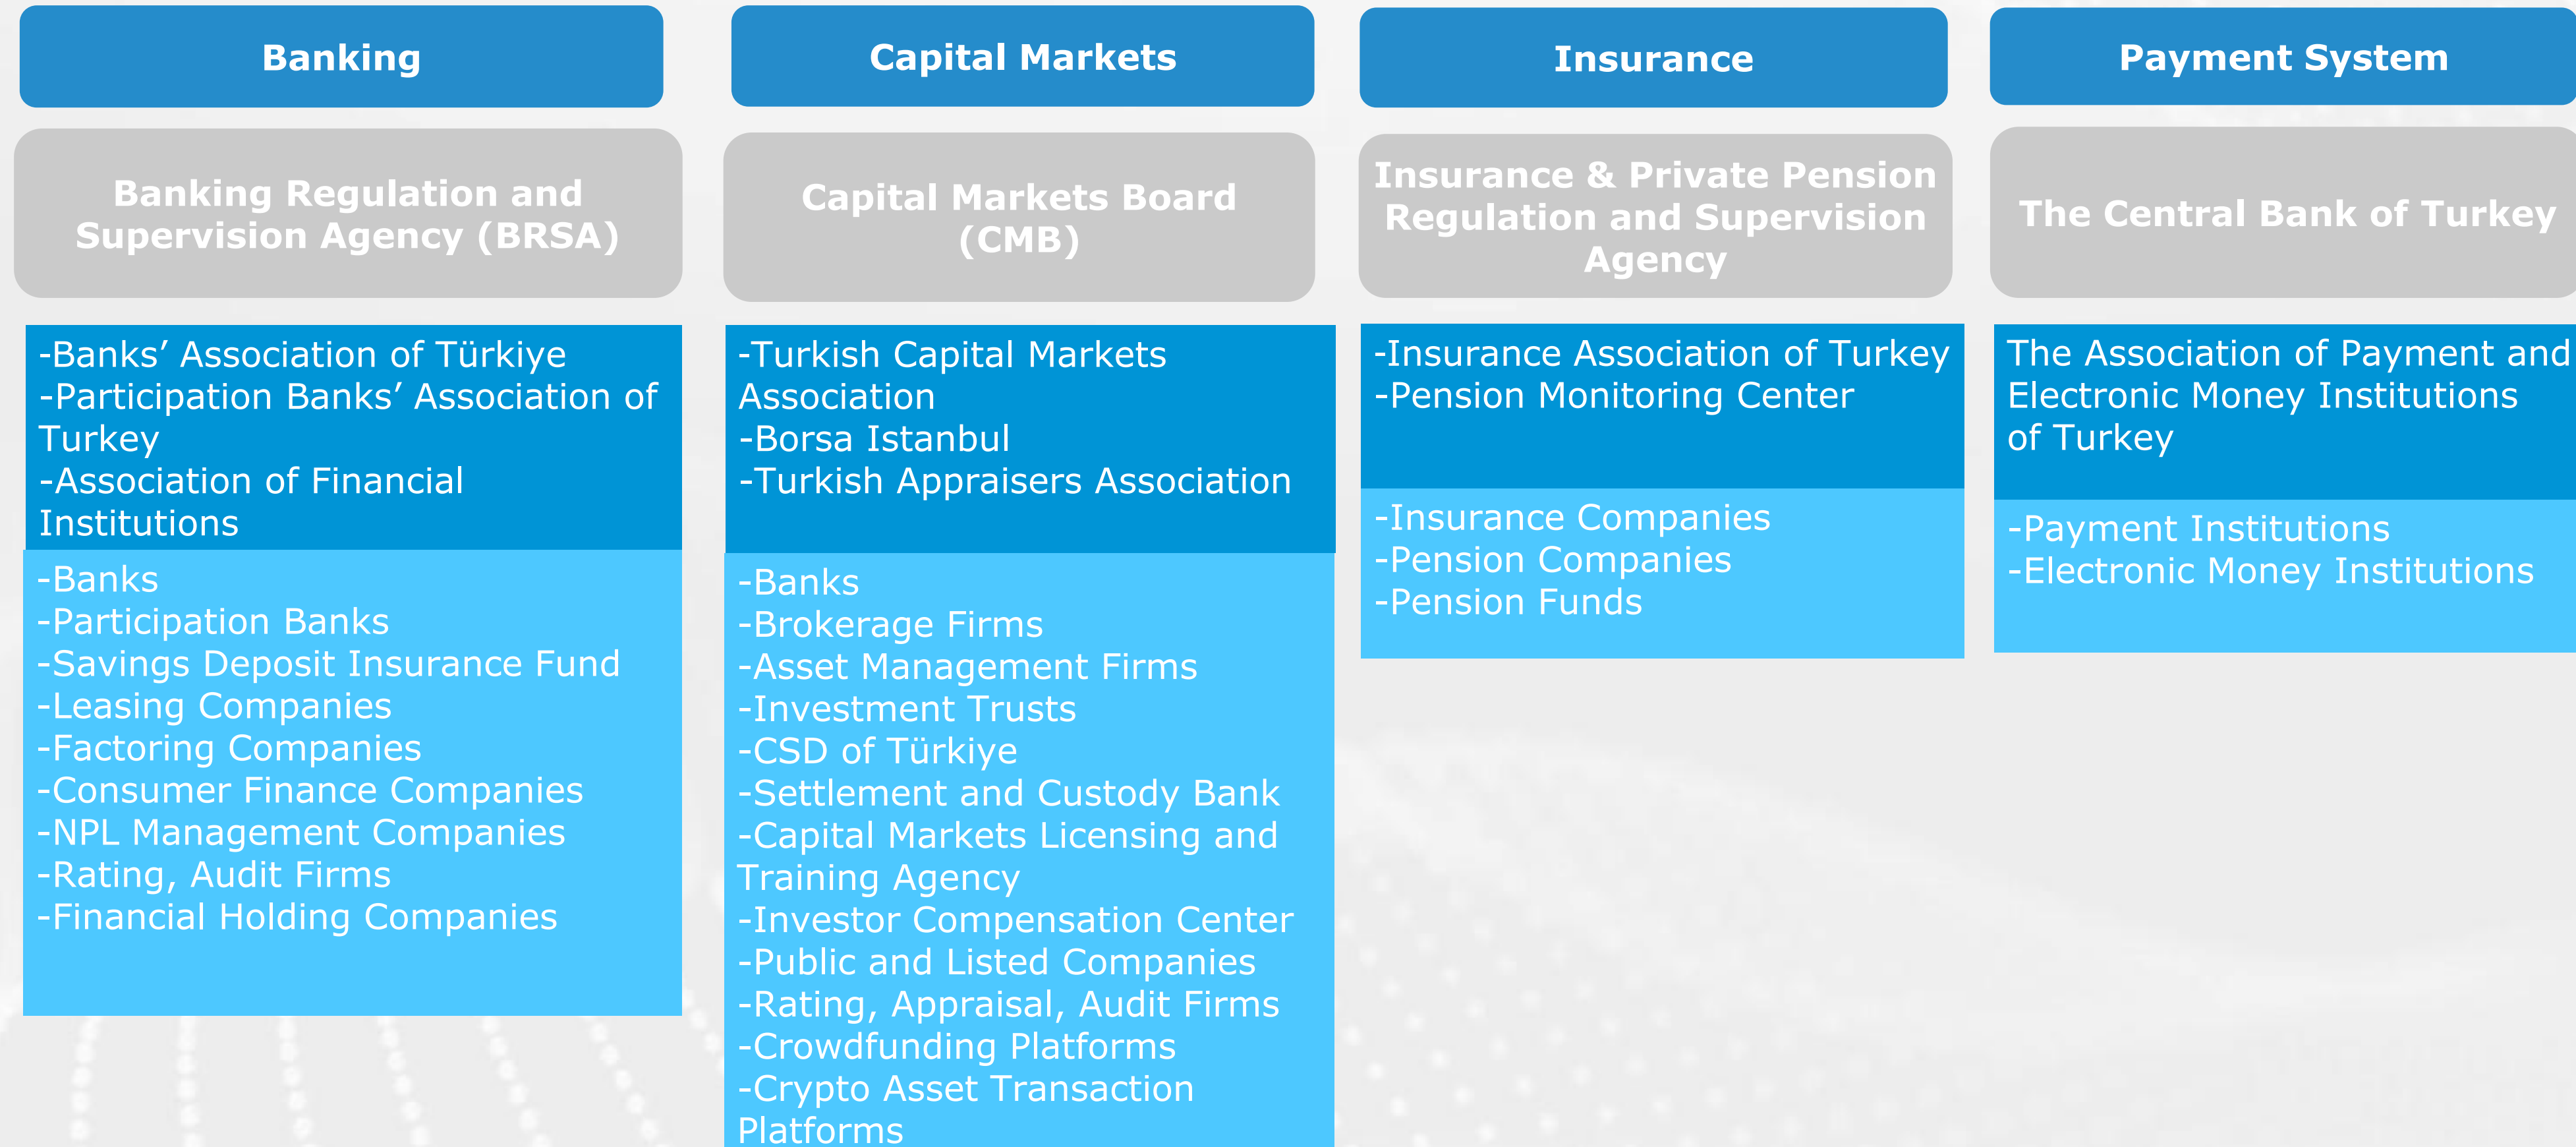 Banking
Banking Regulation and
Supervision Agency (BRSA)
-Banks’ Association of Türkiye
-Participation Banks’ Association of
Turkey
-Association of Financial
Institutions
-Banks
-Participation Banks
-Savings Deposit Insurance Fund
-Leasing Companies
-Factoring Companies
-Consumer Finance Companies
-NPL Management Companies
-Rating, Audit Firms
-Financial Holding Companies
Capital Markets
Capital Markets Board
(CMB)
-Turkish Capital Markets
Association
-Borsa Istanbul
-Turkish Appraisers Association
-Banks
-Brokerage Firms
-Asset Management Firms
-Investment Trusts
-CSD of Türkiye
-Settlement and Custody Bank
-Capital Markets Licensing and
Training Agency
-Investor Compensation Center
-Public and Listed Companies
-Rating, Appraisal, Audit Firms
-Crowdfunding Platforms
-Crypto Asset Transaction
Platforms
Insurance
Insurance & Private Pension
Regulation and Supervision
Agency
-Insurance Association of Turkey
-Pension Monitoring Center
-Insurance Companies
-Pension Companies
-Pension Funds
Payment System
The Central Bank of Turkey
The Association of Payment and
Electronic Money Institutions
of Turkey
-Payment Institutions
-Electronic Money Institutions